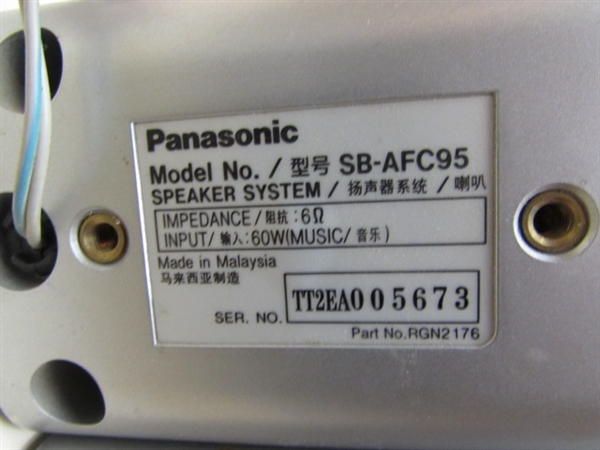 Panasonic
Model No. / 型号 SB-AFC95
SPEAKER SYSTEM / 扬声器系统 / 喇叭
IMPEDANCE/阻抗:6Ω
INPUT/输入:60W(MUSIC/音乐)
Made in Malaysia
马来西亚制造
SER. NO. TT2EA005673
Part No.RGN2176